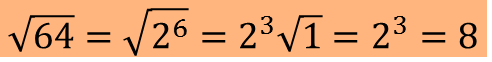 √64 = √2⁶ = 2³√1 = 2³ = 8